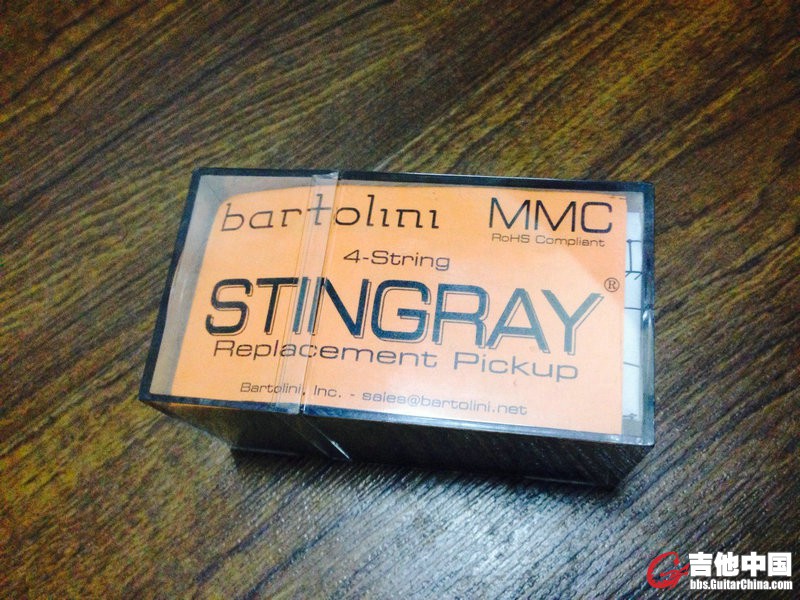 bartolini MMC
RoHS Compliant
4-String
STINGRAY®
Replacement Pickup
Bartolini, Inc. - sales@bartolini.net
吉他中国
bbs.GuitarChina.com